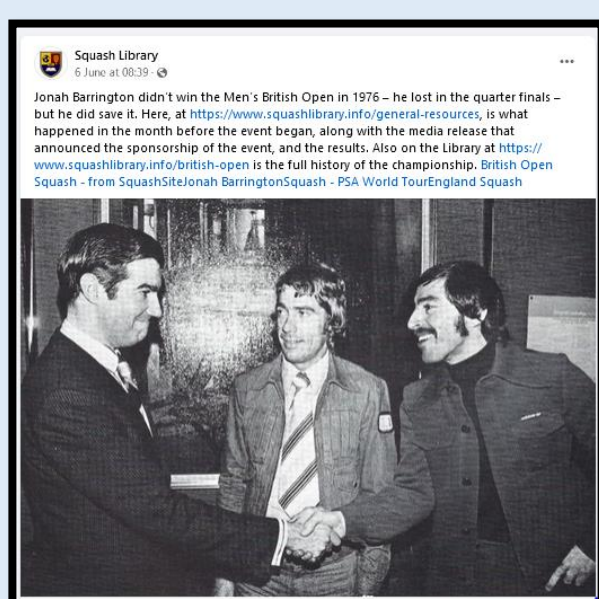 Squash Library
6 June at 08:39 ·
Jonah Barrington didn't win the Men's British Open in 1976 – he lost in the quarter finals –
but he did save it. Here, at https://www.squashlibrary.info/general-resources, is what
happened in the month before the event began, along with the media release that
announced the sponsorship of the event, and the results. Also on the Library at https://
www.squashlibrary.info/british-open is the full history of the championship. British Open
Squash - from SquashSiteJonah BarringtonSquash - PSA World TourEngland Squash